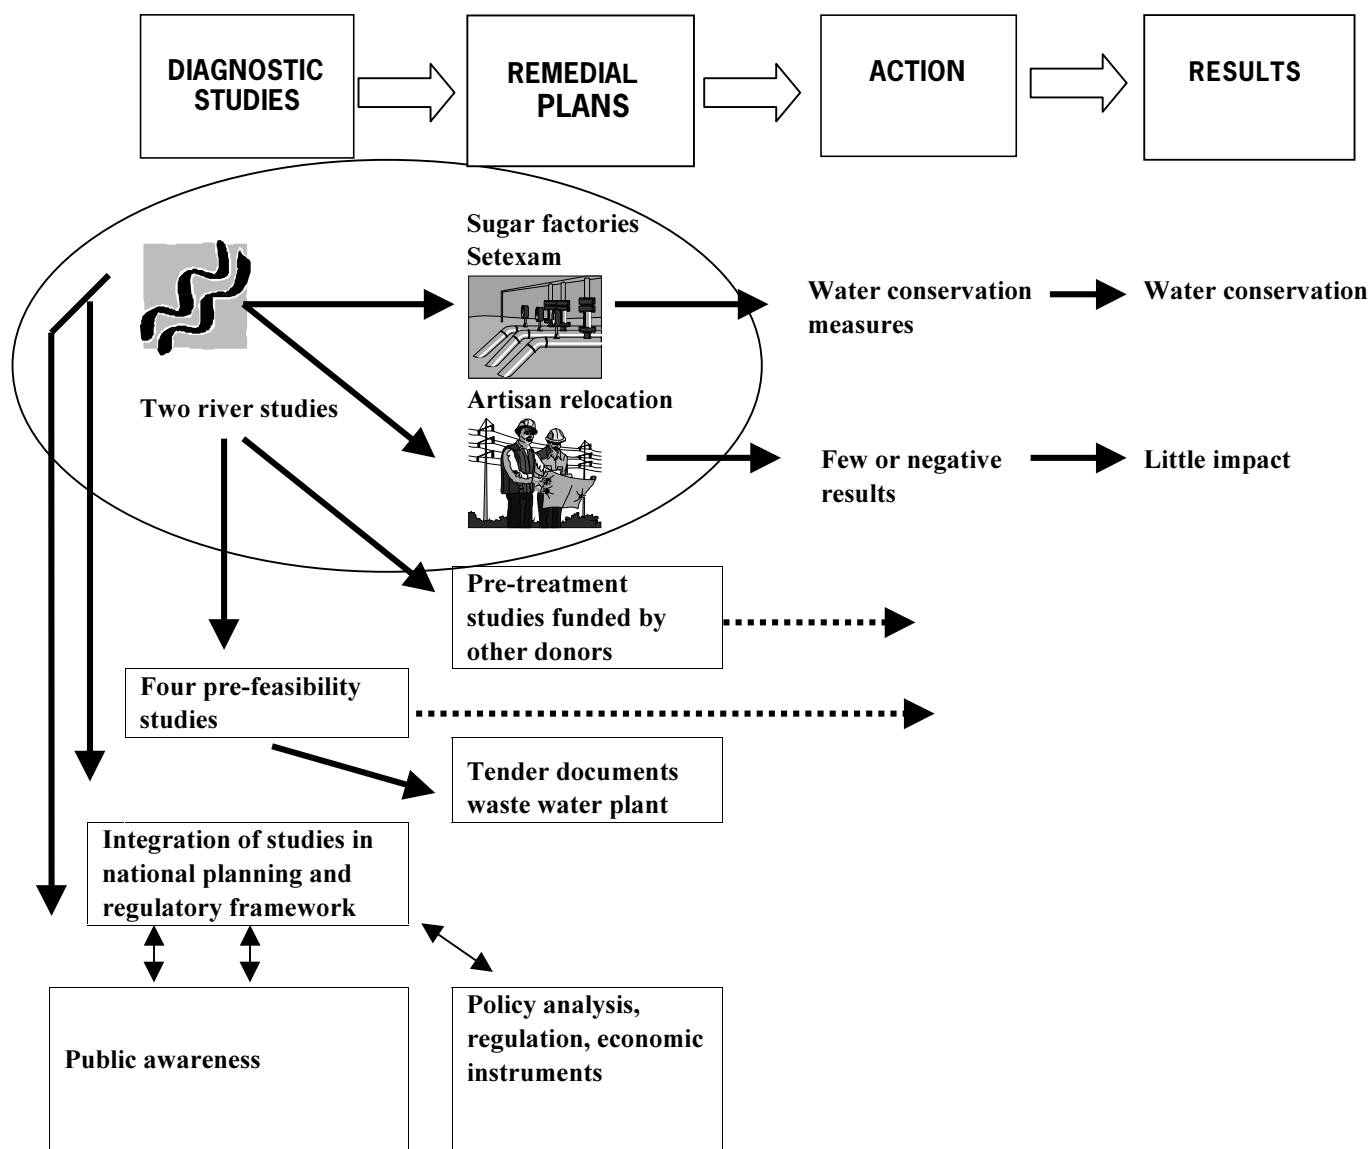 DIAGNOSTIC
STUDIES
REMEDIAL
PLANS
ACTION
RESULTS
Sugar factories
Setexam
Water conservation
measures
Water conservation
Two river studies
Artisan relocation
Few or negative
results
Little impact
Pre-treatment
studies funded by
other donors
Four pre-feasibility
studies
Tender documents
waste water plant
Integration of studies in
national planning and
regulatory framework
Public awareness
Policy analysis,
regulation, economic
instruments